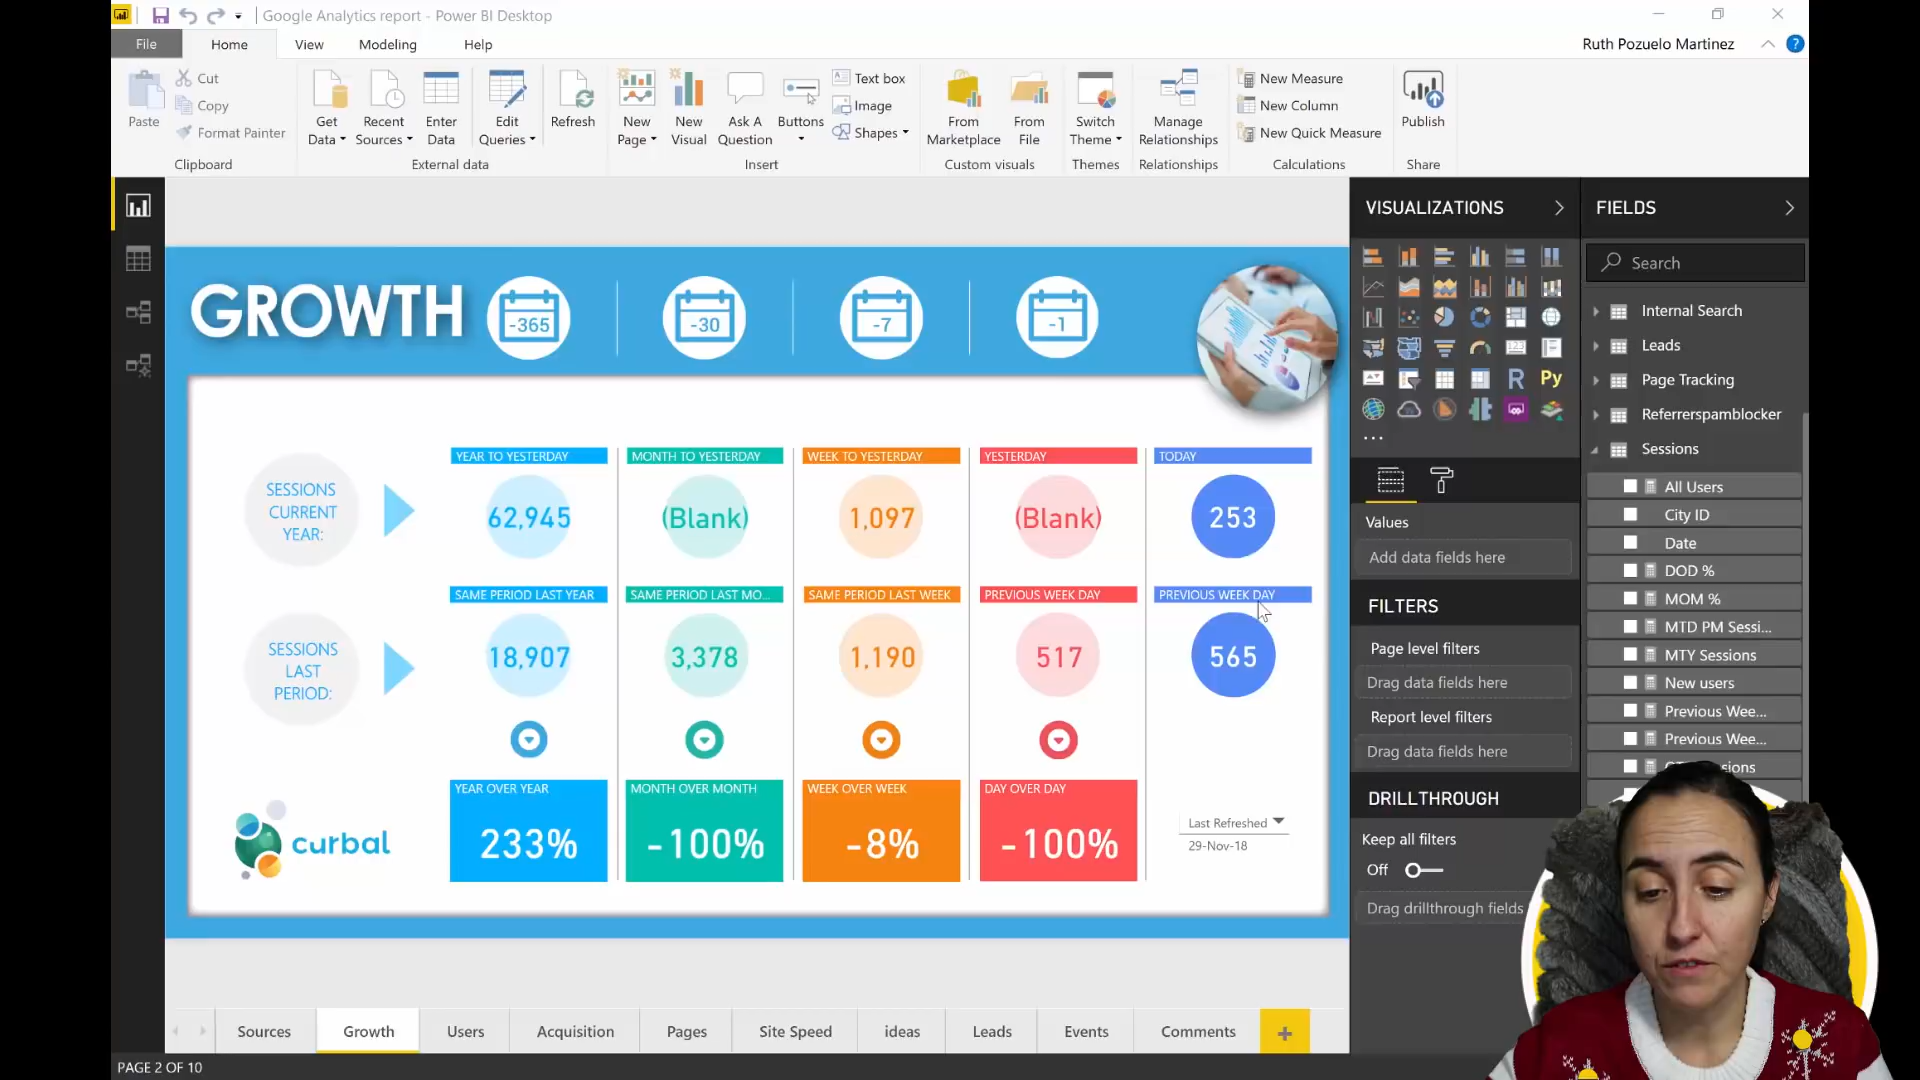 Google Analytics report - Power BI Desktop
File
Home
View
Modeling
Help
Ruth Pozuelo Martinez
?
Paste
Cut
Copy
Format Painter
Clipboard
Get Data
Recent Sources
Enter Data
Edit Queries
Refresh
External data
New Page
New Visual
Ask A Question
Buttons
Text box
Image
Shapes
Insert
From Marketplace
From File
Custom visuals
Switch Theme
Themes
Manage Relationships
Relationships
New Measure
New Column
New Quick Measure
Calculations
Publish
Share
GROWTH
-365
-30
-7
-1
SESSIONS
CURRENT
YEAR:
YEAR TO YESTERDAY
62,945
MONTH TO YESTERDAY
(Blank)
WEEK TO YESTERDAY
1,097
YESTERDAY
(Blank)
TODAY
253
SESSIONS
LAST
PERIOD:
SAME PERIOD LAST YEAR
18,907
SAME PERIOD LAST MO...
3,378
SAME PERIOD LAST WEEK
1,190
PREVIOUS WEEK DAY
517
PREVIOUS WEEK DAY
565
curbal
YEAR OVER YEAR
233%
MONTH OVER MONTH
-100%
WEEK OVER WEEK
-8%
DAY OVER DAY
-100%
Last Refreshed
29-Nov-18
VISUALIZATIONS
R
Py
...
Values
Add data fields here
FILTERS
Page level filters
Drag data fields here
Report level filters
Drag data fields here
DRILLTHROUGH
Keep all filters
Off
Drag drillthrough fields
FIELDS
Search
Internal Search
Leads
Page Tracking
Referrerspamblocker
Sessions
All Users
City ID
Date
DOD %
MOM %
MTD PM Sessi...
MTY Sessions
New users
Previous Wee...
Previous Wee...
Sources
Growth
Users
Acquisition
Pages
Site Speed
ideas
Leads
Events
Comments
+
PAGE 2 OF 10